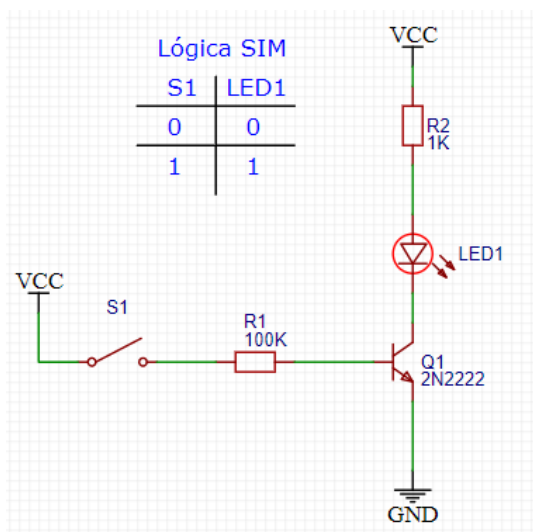 Lógica SIM
S1 LED1
0 0
1 1
VCC
R2
1K
LED1
VCC
S1
R1
100K
Q1
2N2222
GND